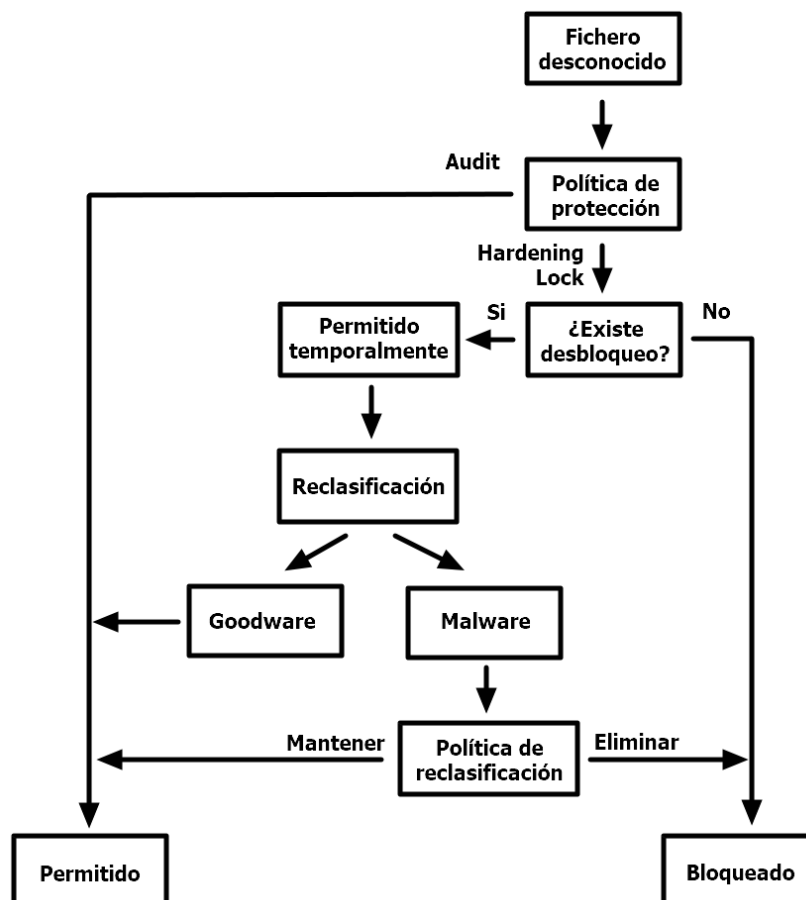 Fichero
desconocido
Audit
Política de
protección
Hardening
Lock
Si
No
Permitido
temporalmente
¿Existe
desbloqueo?
Reclasificación
Goodware
Malware
Mantener
Política de
reclasificación
Eliminar
Permitido
Bloqueado